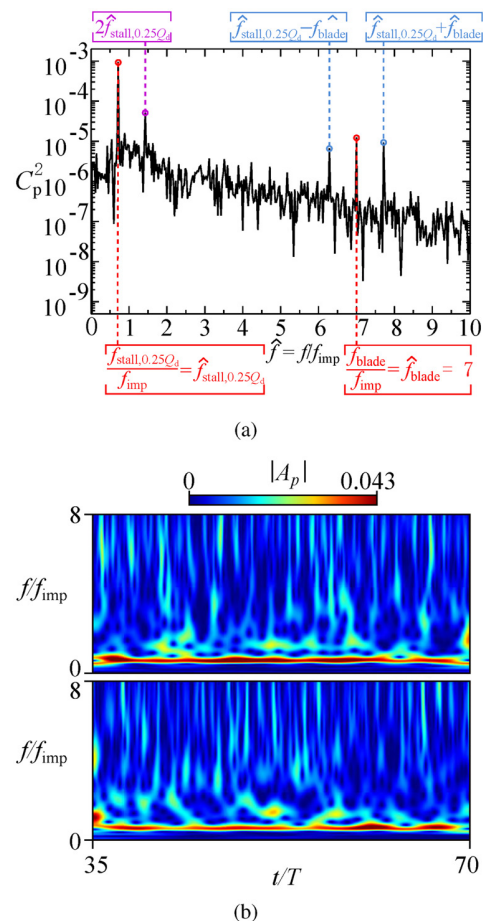 2f̂stall,0.25Qd f̂stall,0.25Qd−f̂blade f̂stall,0.25Qd+f̂blade
10-3
10-4
10-5
Cp2 10-6
10-7
10-8
10-9
0 1 2 3 4 5 6 7 8 9 10
f̂ = f/fimp
fstall,0.25Qd/fimp = f̂stall,0.25Qd
fblade/fimp = f̂blade = 7
(a)
|Ap|
0 0.043
8
f/fimp
0
8
f/fimp
0
35 t/T 70
(b)